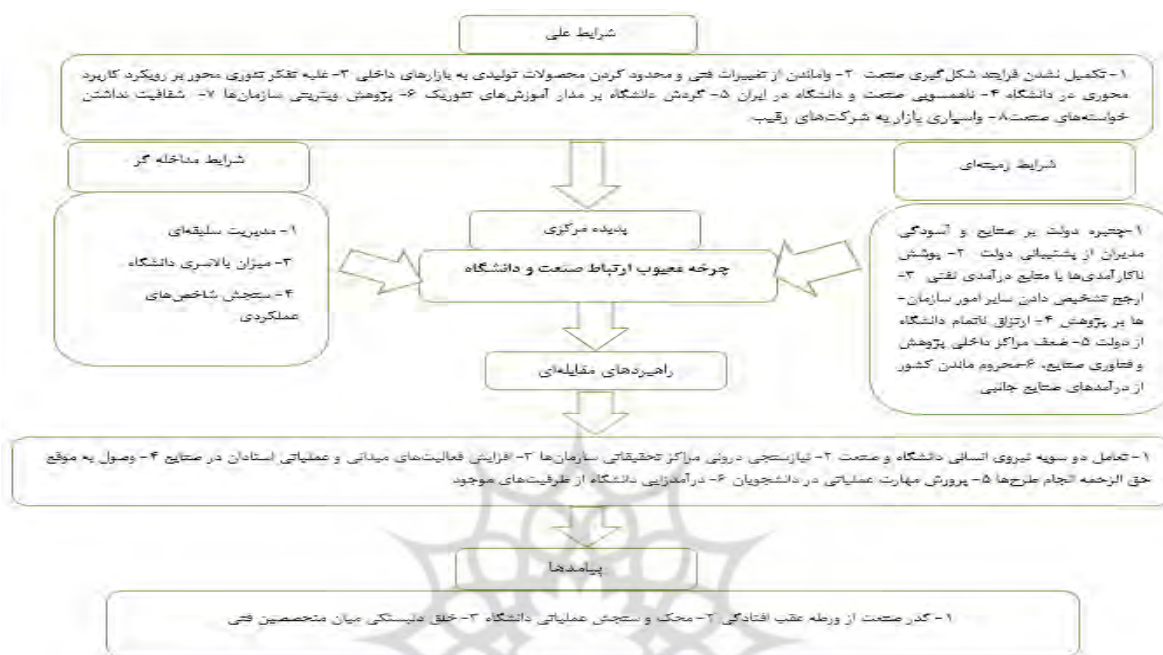 شرایط علی
۱- تکمیل نشدن فرایند شکل‌گیری صنعت ۲- واماندن از تغییرات فنی و محدود کردن محصولات تولیدی به بازارهای داخلی ۳- غلبه تفکر تئوری محور بر رویکرد کاربرد
محوری در دانشگاه ۴- ناهمسویی صنعت و دانشگاه در ایران ۵- گردش دانشگاه بر مدار آموزش‌های تئوریک ۶- پژوهش ویترینی سازمان‌ها ۷- شفافیت نداشتن
خواسته‌های صنعت ۸- واسپاری بازار به شرکت‌های رقیب.
شرایط مداخله گر
۱- مدیریت سلیقه‌ای
۳- میزان بالاسری دانشگاه
۴- سنجش شاخص‌های
عملکردی
پدیده مرکزی
چرخه معیوب ارتباط صنعت و دانشگاه
شرایط زمینه‌ای
۱-چنبره دولت بر صنایع و آسودگی
مدیران از پشتیبانی دولت ۲- پوشش
ناکارآمدی‌ها با منابع درآمدی نفتی ۳-
ارجح تشخیص دادن سایر امور سازمان-
ها بر پژوهش ۴- ارتزاق ناتمام دانشگاه
از دولت ۵- ضعف مراکز داخلی پژوهش
و فناوری صنایع، ۶-محروم ماندن کشور
از درآمدهای صنایع جانبی
راهبردهای مقابله‌ای
۱- تعامل دو سویه نیروی انسانی دانشگاه و صنعت ۲- نیازسنجی درونی مراکز تحقیقاتی سازمان‌ها ۳- افزایش فعالیت‌های میدانی و عملیاتی استادان در صنایع ۴- وصول به موقع
حق الزحمه انجام طرح‌ها ۵- پرورش مهارت عملیاتی در دانشجویان ۶- درآمدزایی دانشگاه از ظرفیت‌های موجود
پیامدها
۱- گذر صنعت از ورطه عقب افتادگی ۲- محک و سنجش عملیاتی دانشگاه ۳- خلق دلبستگی میان متخصصین فنی